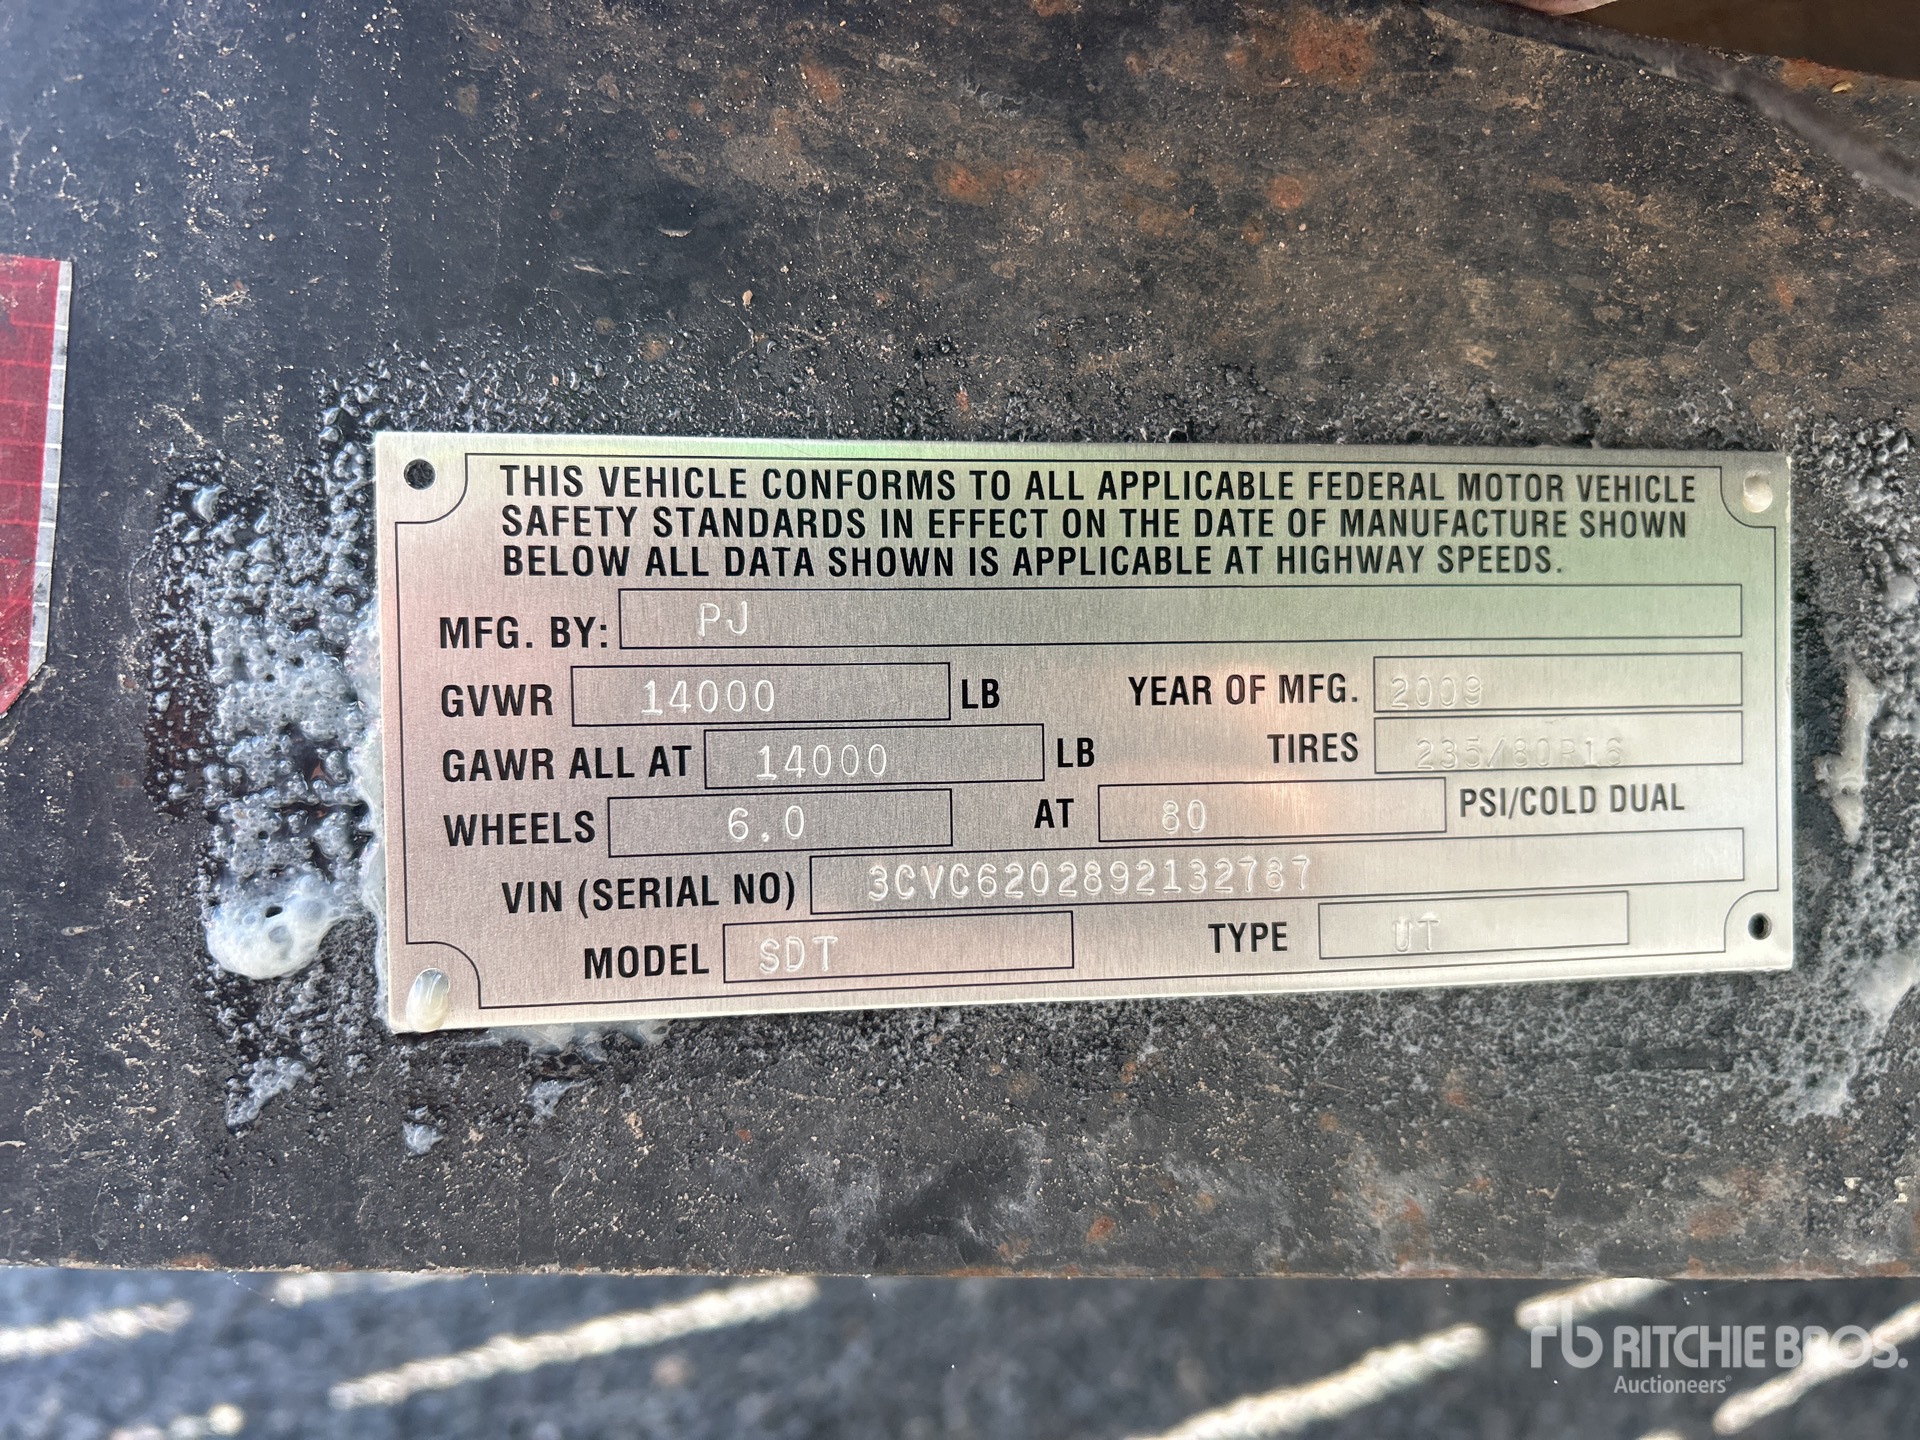 THIS VEHICLE CONFORMS TO ALL APPLICABLE FEDERAL MOTOR VEHICLE
SAFETY STANDARDS IN EFFECT ON THE DATE OF MANUFACTURE SHOWN
BELOW ALL DATA SHOWN IS APPLICABLE AT HIGHWAY SPEEDS.
MFG. BY: PJ
GVWR 14000 LB YEAR OF MFG. 2009
GAWR ALL AT 14000 LB TIRES 235/80R16
WHEELS 6.0 AT 80 PSI/COLD DUAL
VIN (SERIAL NO) 3CVC6202892132767
MODEL SDT TYPE UT
rb RITCHIE BROS.
Auctioneers